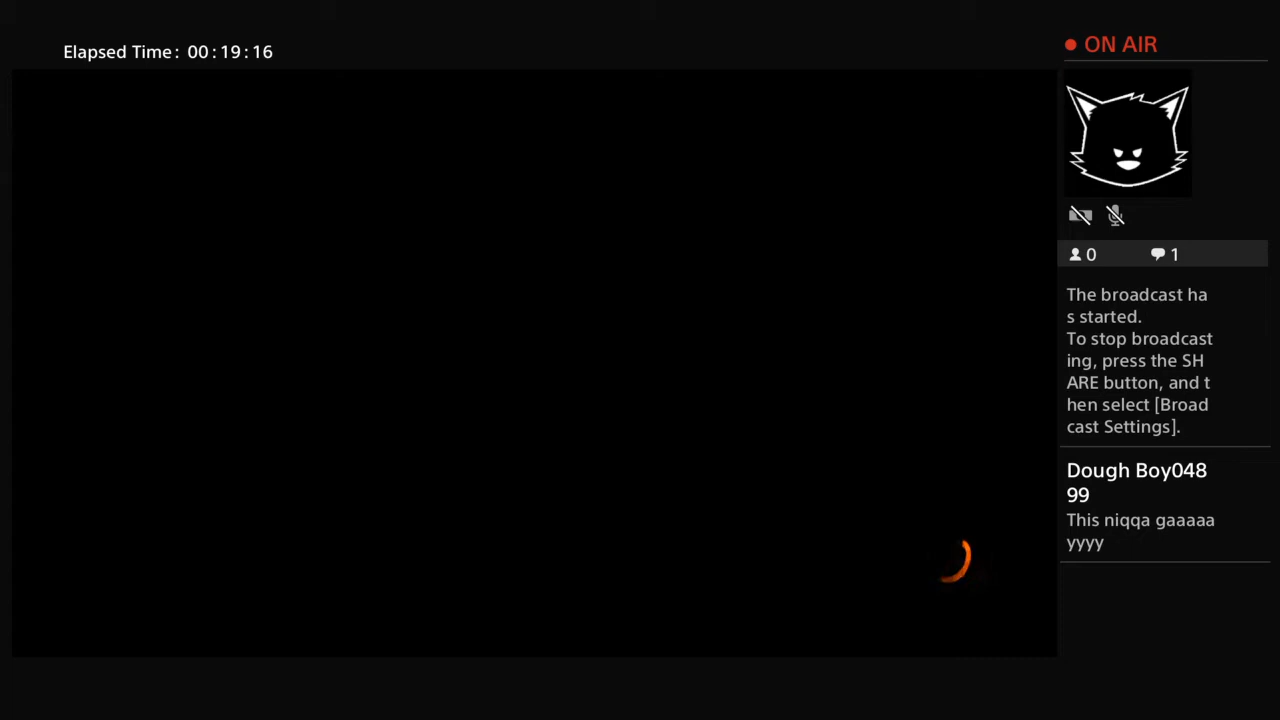 Elapsed Time: 00:19:16
ON AIR
0
1
The broadcast ha
s started.
To stop broadcast
ing, press the SH
ARE button, and t
hen select [Broad
cast Settings].
Dough Boy048
99
This niqqa gaaaaa
yyyy